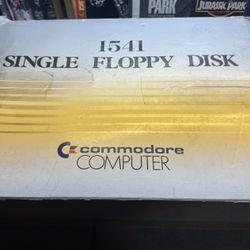 PARK
JURASSIC PARK
1541
SINGLE FLOPPY DISK
commodore
COMPUTER